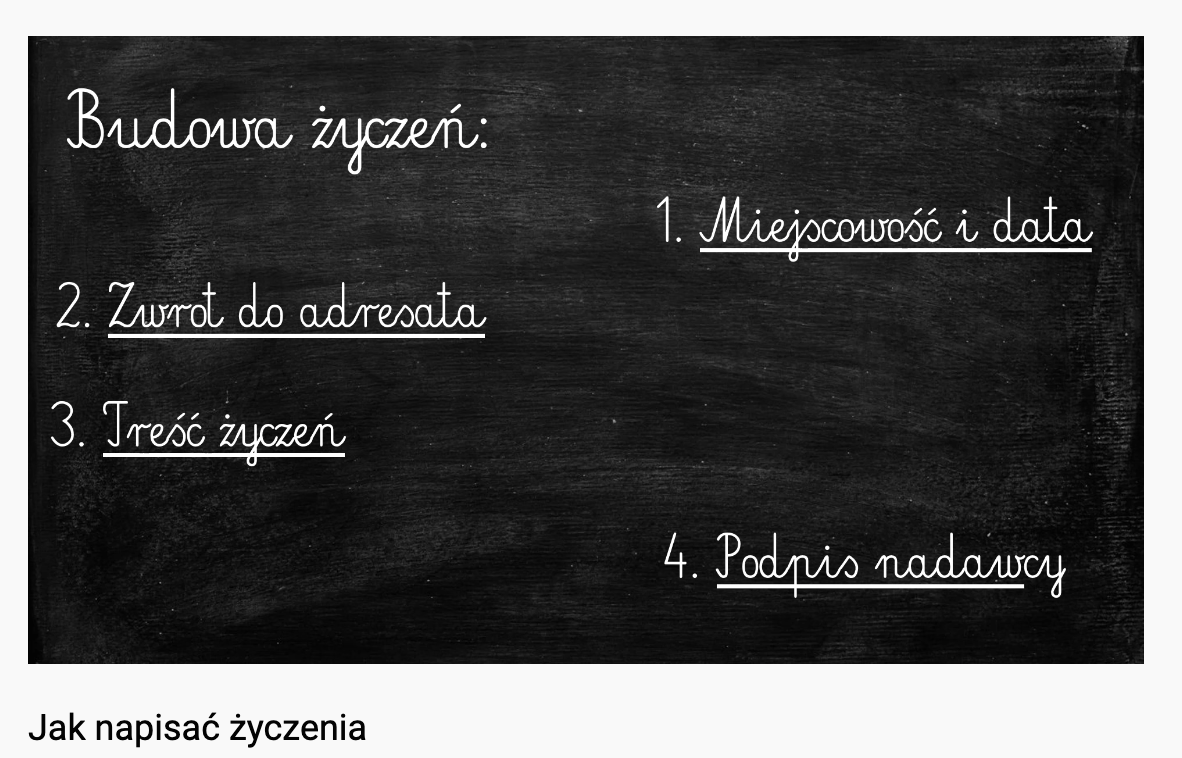 Budowa życzeń:
1. Miejscowość i data
2. Zwrot do adresata
3. Treść życzeń
4. Podpis nadawcy
Jak napisać życzenia